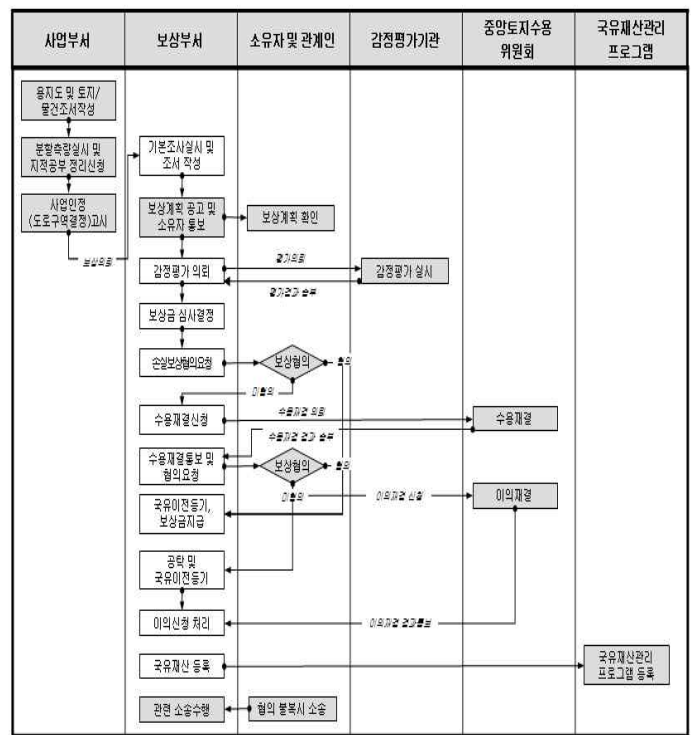 사업부서
보상부서
소유자 및 관계인
감정평가기관
중앙토지수용
위원회
국유재산관리
프로그램
용지도 및 토지/
물건조서작성
분할측량실시 및
지적공부 정리신청
사업인정
(도로구역결정)고시
보상의뢰
기본조사실시 및
조서 작성
보상계획 공고 및
소유자 통보
보상계획 확인
감정평가 의뢰
평가의뢰
감정평가 실시
평가결과 송부
보상금 심사결정
손실보상협의요청
보상협의
협의
미협의
수용재결신청
수용재결 의뢰
수용재결
수용재결 결과 송부
수용재결통보 및
협의요청
보상협의
협의
미협의
이의재결 신청
이의재결
국유이전등기,
보상금지급
공탁 및
국유이전등기
이의신청 처리
이의재결 결과통보
국유재산 등록
국유재산관리
프로그램 등록
관련 소송수행
협의 불복시 소송